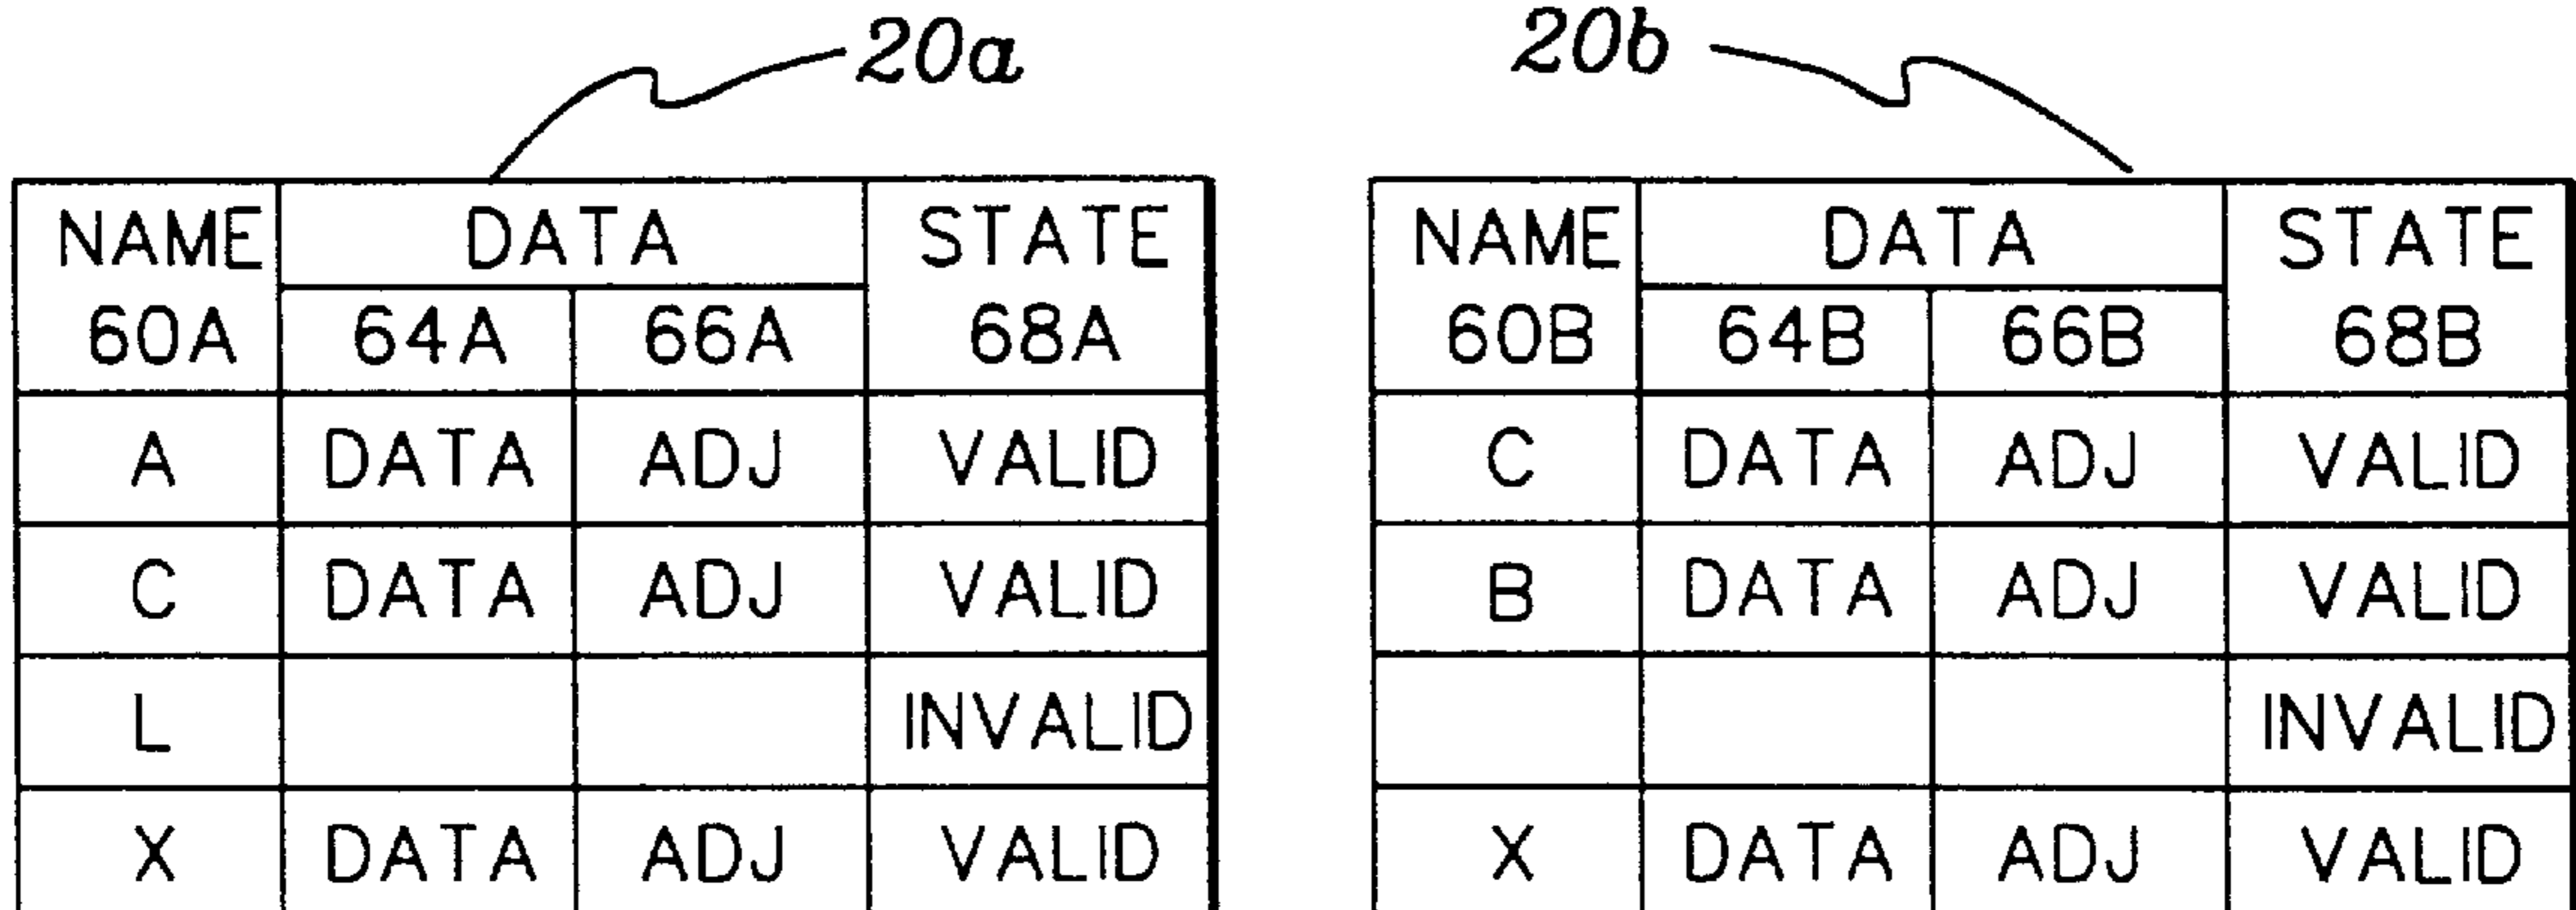 20a 20b
NAME DATA STATE NAME DATA STATE
60A 64A 66A 68A 60B 64B 66B 68B
A DATA ADJ VALID C DATA ADJ VALID
C DATA ADJ VALID B DATA ADJ VALID
L INVALID INVALID
X DATA ADJ VALID X DATA ADJ VALID